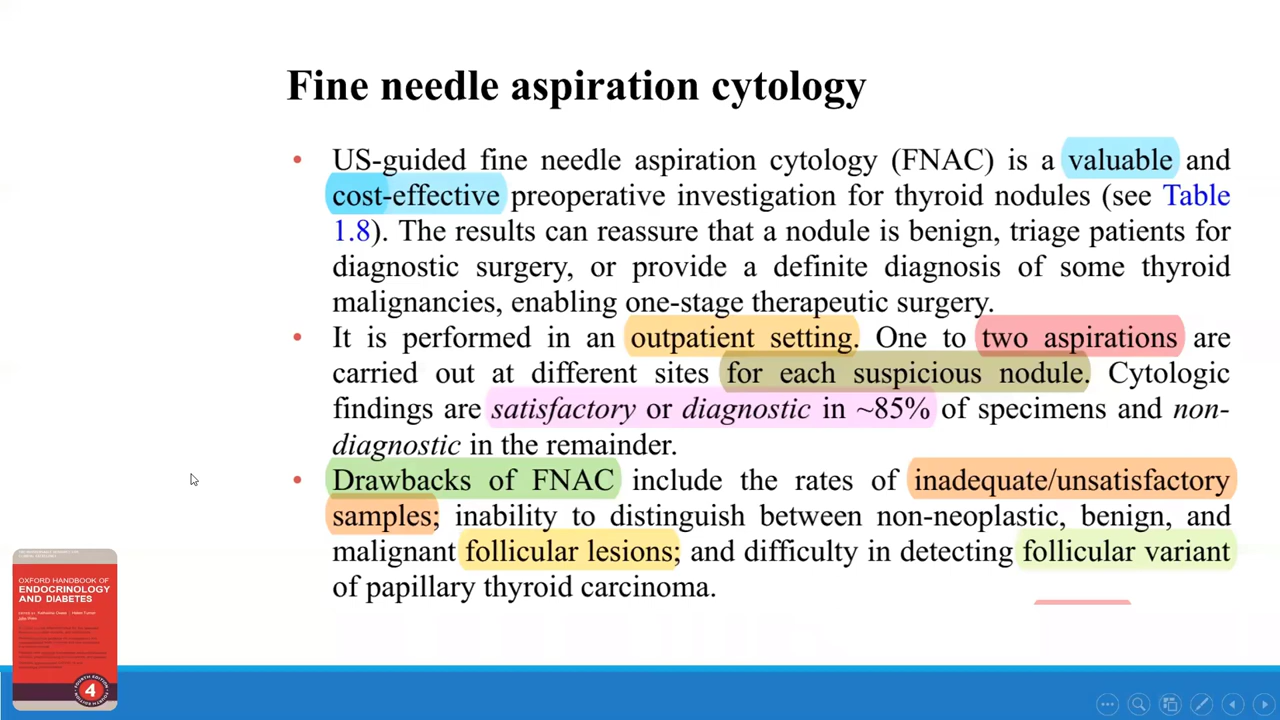 Fine needle aspiration cytology
• US-guided fine needle aspiration cytology (FNAC) is a valuable and
cost-effective preoperative investigation for thyroid nodules (see Table
1.8). The results can reassure that a nodule is benign, triage patients for
diagnostic surgery, or provide a definite diagnosis of some thyroid
malignancies, enabling one-stage therapeutic surgery.
• It is performed in an outpatient setting. One to two aspirations are
carried out at different sites for each suspicious nodule. Cytologic
findings are satisfactory or diagnostic in ~85% of specimens and non-
diagnostic in the remainder.
• Drawbacks of FNAC include the rates of inadequate/unsatisfactory
samples; inability to distinguish between non-neoplastic, benign, and
malignant follicular lesions; and difficulty in detecting follicular variant
of papillary thyroid carcinoma.
OXFORD HANDBOOK OF
ENDOCRINOLOGY
AND DIABETES
4